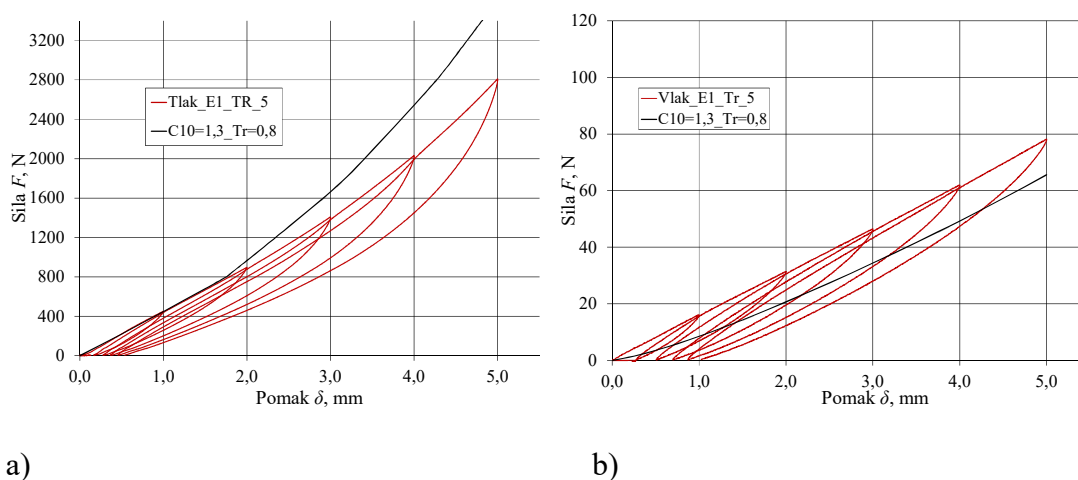 3200
2800
2400
2000
1600
1200
800
400
0
Sila F, N
Tlak_E1_TR_5
C10=1,3_Tr=0,8
0,0 1,0 2,0 3,0 4,0 5,0
Pomak δ, mm
a)
120
100
80
60
40
20
0
Sila F, N
Vlak_E1_Tr_5
C10=1,3_Tr=0,8
0,0 1,0 2,0 3,0 4,0 5,0
Pomak δ, mm
b)